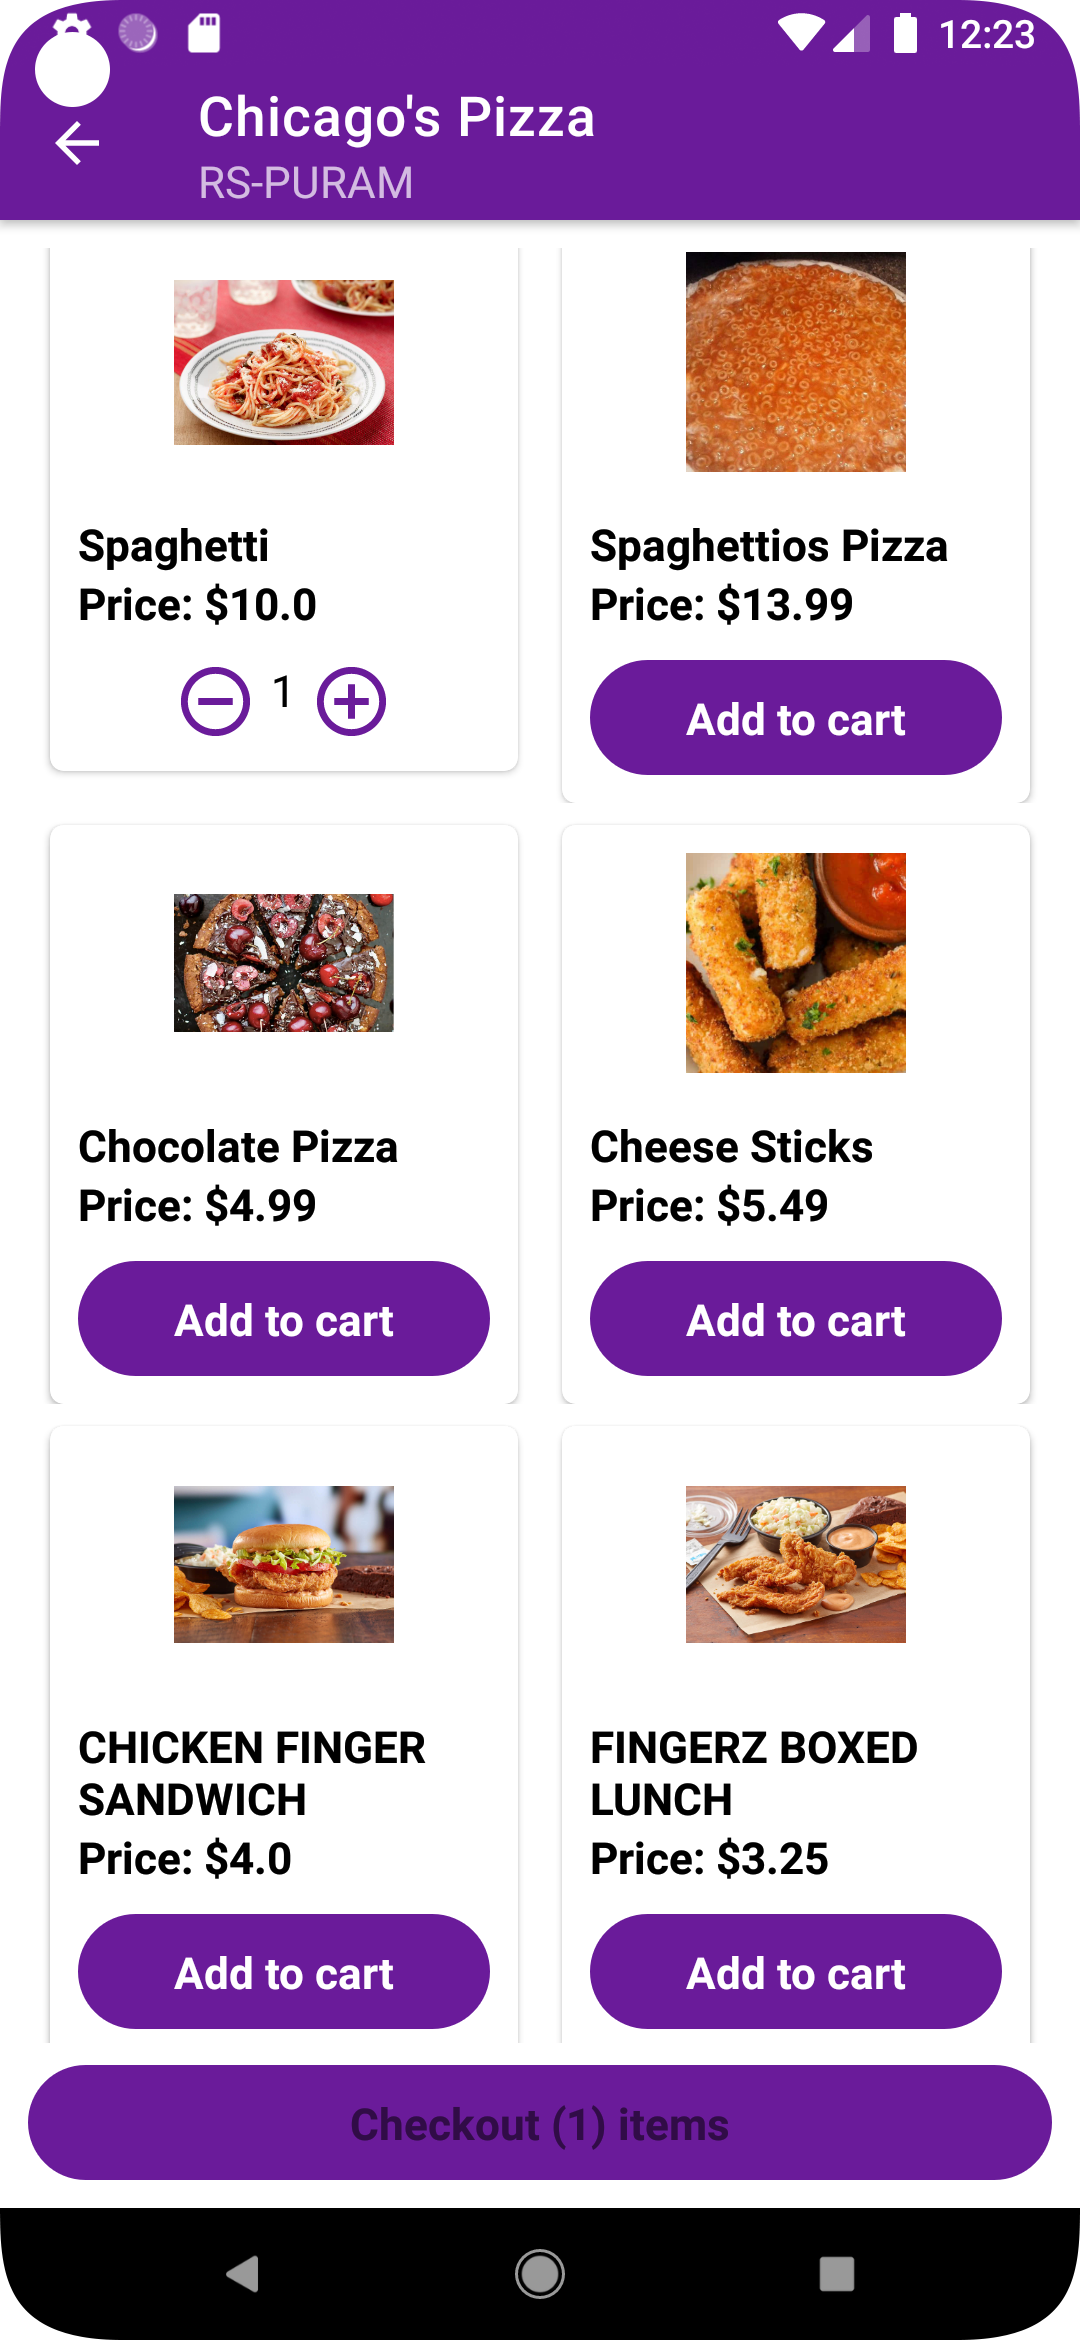 12:23
Chicago's Pizza
RS-PURAM
Spaghetti
Price: $10.0
1
Spaghettios Pizza
Price: $13.99
Add to cart
Chocolate Pizza
Price: $4.99
Add to cart
Cheese Sticks
Price: $5.49
Add to cart
CHICKEN FINGER
SANDWICH
Price: $4.0
Add to cart
FINGERZ BOXED
LUNCH
Price: $3.25
Add to cart
Checkout (1) items